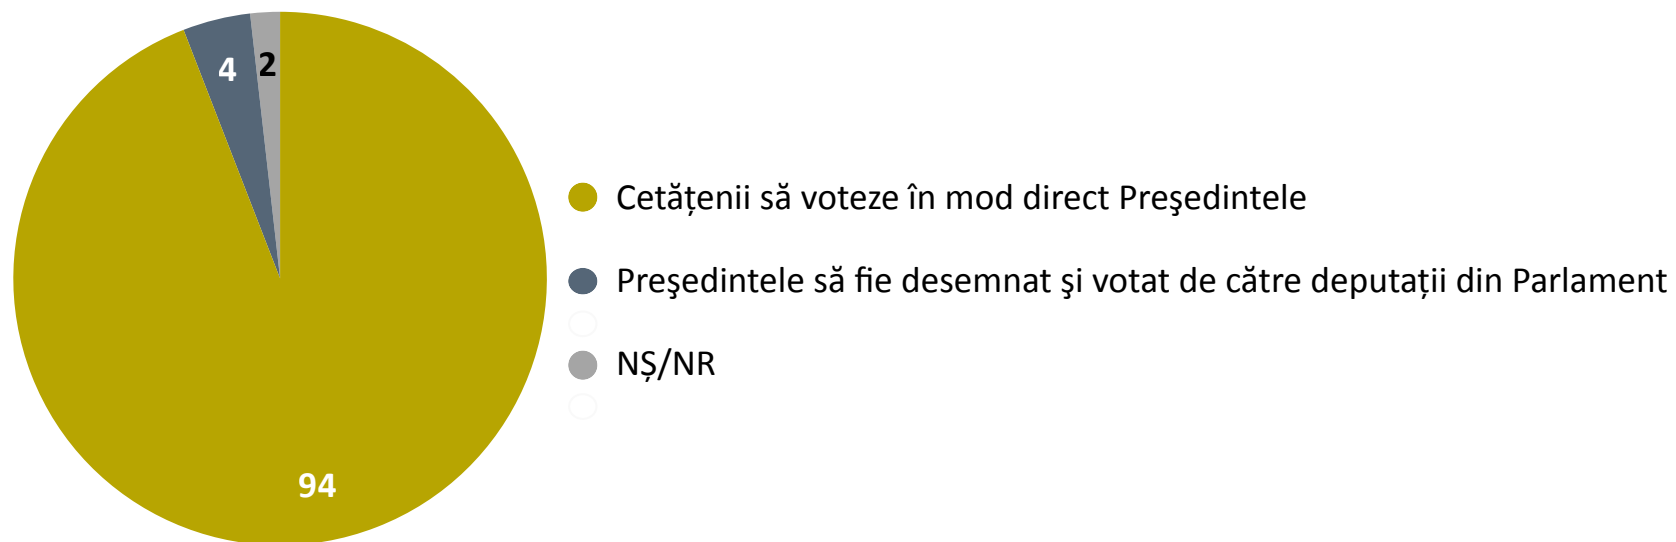 4
2
94
Cetățenii să voteze în mod direct Preşedintele
Preşedintele să fie desemnat şi votat de către deputații din Parlament
NȘ/NR